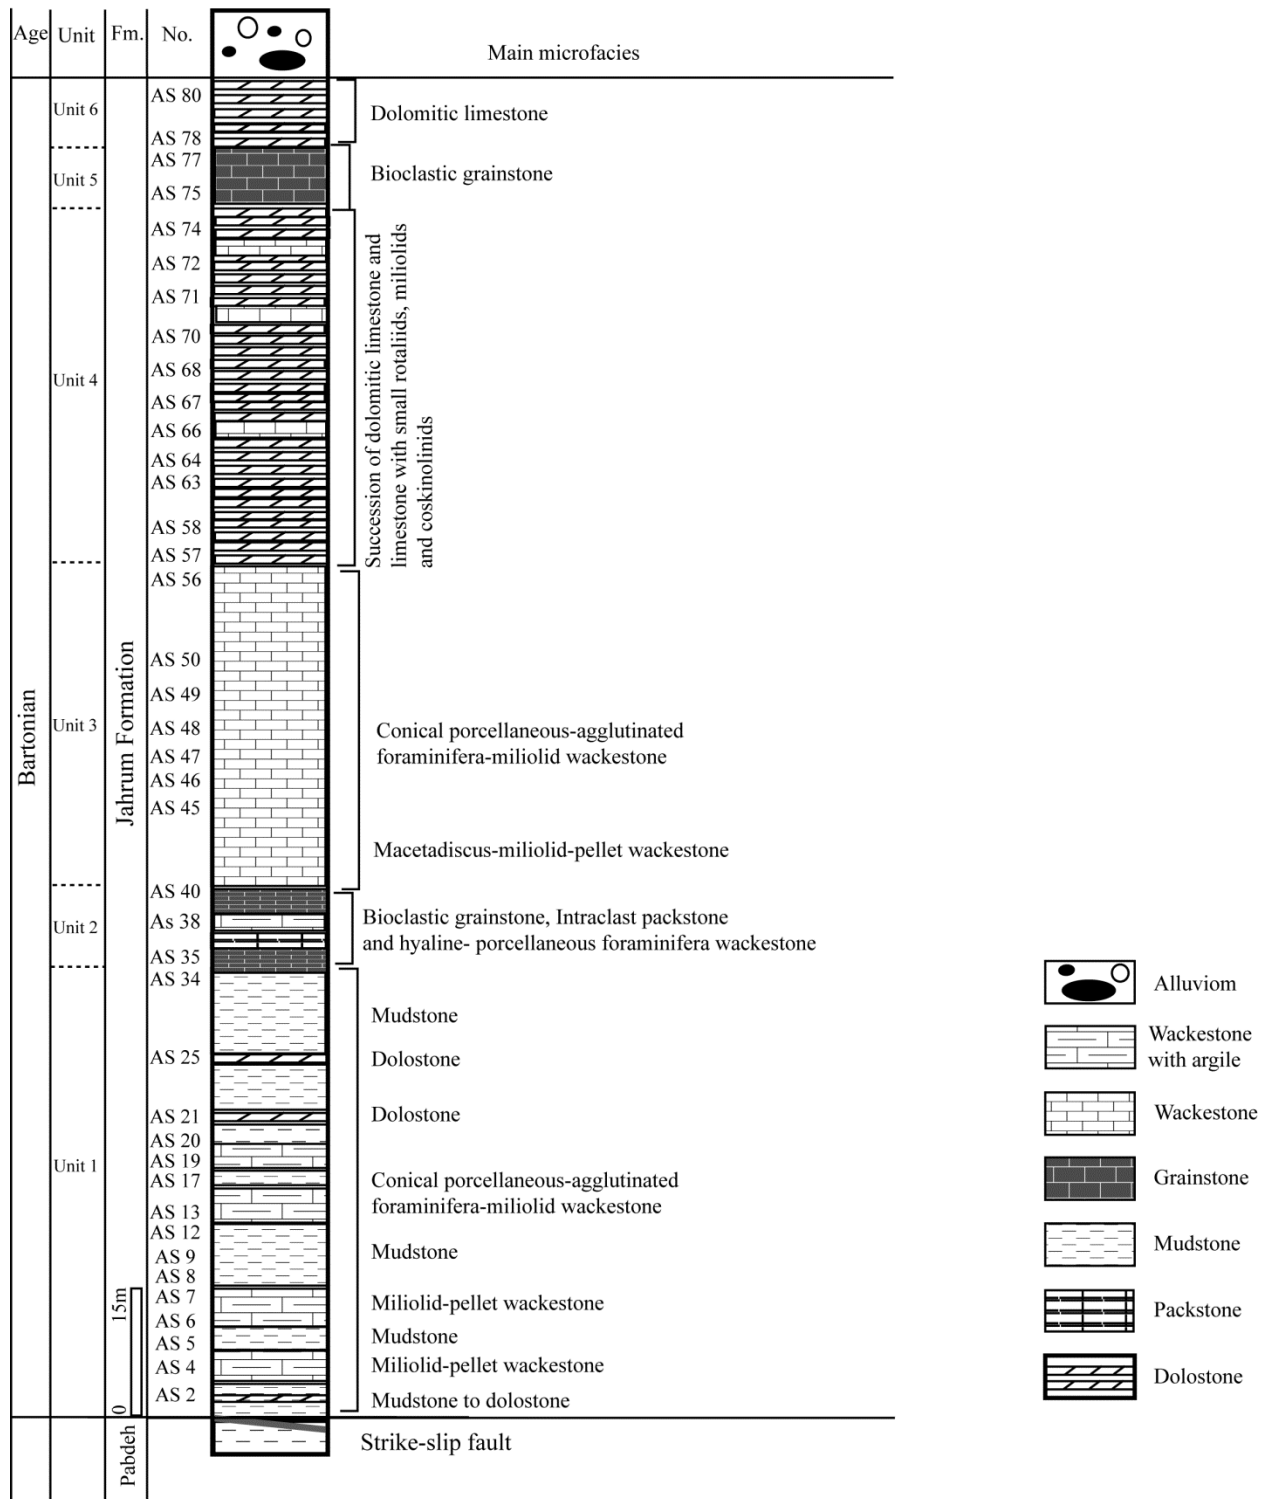 Age Unit Fm. No. Main microfacies
AS 80
Unit 6
Dolomitic limestone
AS 78
AS 77
Unit 5
Bioclastic grainstone
AS 75
AS 74
AS 72
AS 71
AS 70
AS 68
Unit 4
AS 67
AS 66
AS 64
AS 63
AS 58
AS 57
Succession of dolomitic limestone and
limestone with small rotaliids, miliolids
and coskinolinids
AS 56
AS 50
AS 49
AS 48
AS 47
AS 46
AS 45
Unit 3
Bartonian
Jahrum Formation
Conical porcellaneous-agglutinated
foraminifera-miliolid wackestone
Macetadiscus-miliolid-pellet wackestone
AS 40
As 38
Unit 2
AS 35
Bioclastic grainstone, Intraclast packstone
and hyaline- porcellaneous foraminifera wackestone
AS 34
Mudstone
AS 25
Dolostone
AS 21
Dolostone
AS 20
AS 19
Unit 1
AS 17
Conical porcellaneous-agglutinated
foraminifera-miliolid wackestone
AS 13
AS 12
Mudstone
AS 9
AS 8
AS 7
Miliolid-pellet wackestone
AS 6
Mudstone
AS 5
Miliolid-pellet wackestone
AS 4
AS 2
Mudstone to dolostone
15m
0
Pabdeh
Strike-slip fault
Alluviom
Wackestone
with argile
Wackestone
Grainstone
Mudstone
Packstone
Dolostone